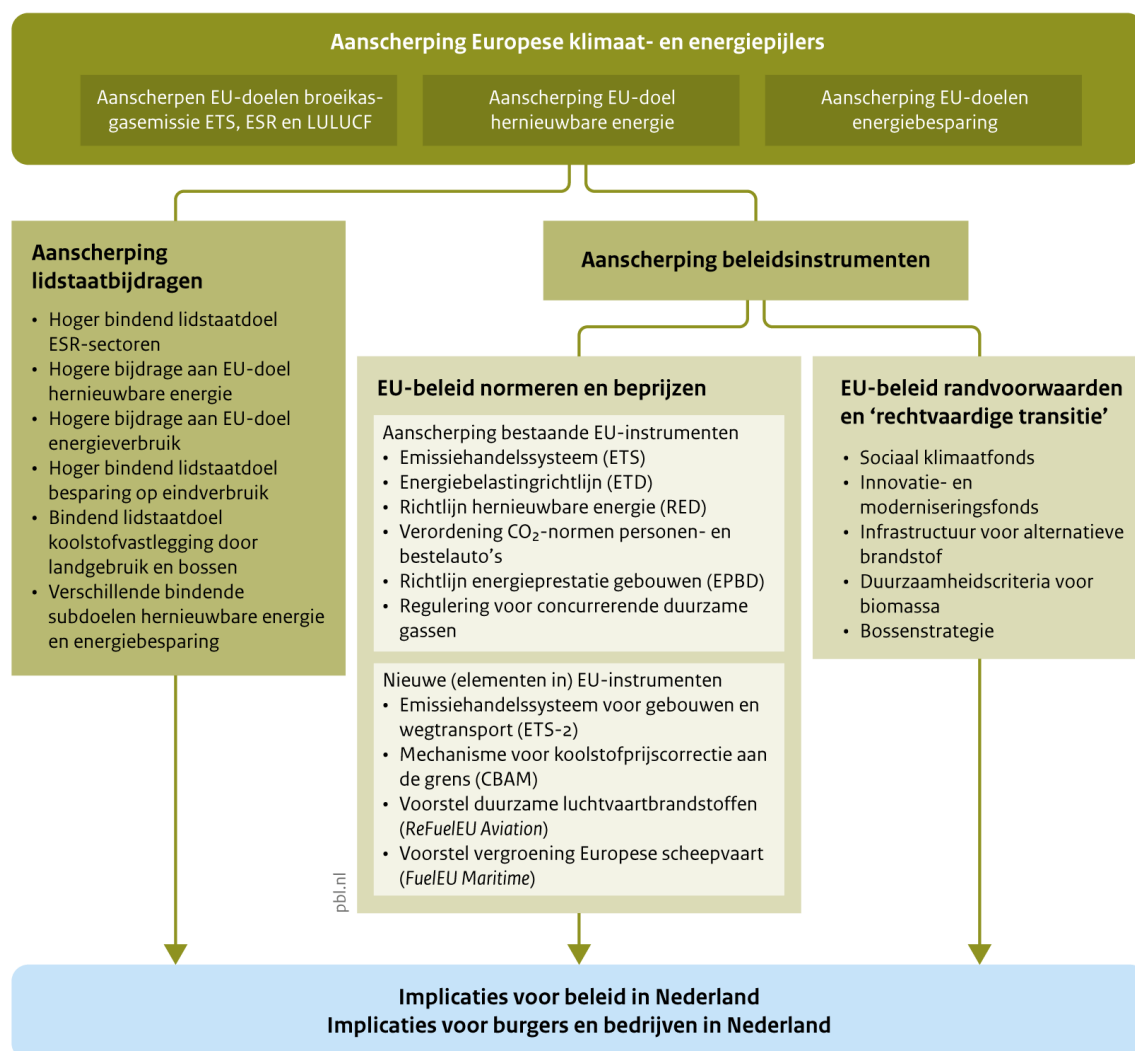 Aanscherping Europese klimaat- en energiepijlers
Aanscherpen EU-doelen broeikas-
gasemissie ETS, ESR en LULUCF
Aanscherping EU-doel
hernieuwbare energie
Aanscherping EU-doelen
energiebesparing
Aanscherping
lidstaatbijdragen
• Hoger bindend lidstaatdoel
ESR-sectoren
• Hogere bijdrage aan EU-doel
hernieuwbare energie
• Hogere bijdrage aan EU-doel
energieverbruik
• Hoger bindend lidstaatdoel
besparing op eindverbruik
• Bindend lidstaatdoel
koolstofvastlegging door
landgebruik en bossen
• Verschillende bindende
subdoelen hernieuwbare energie
en energiebesparing
Aanscherping beleidsinstrumenten
EU-beleid normeren en beprijzen
Aanscherping bestaande EU-instrumenten
• Emissiehandelssysteem (ETS)
• Energiebelastingrichtlijn (ETD)
• Richtlijn hernieuwbare energie (RED)
• Verordening CO₂-normen personen- en
bestelauto’s
• Richtlijn energieprestatie gebouwen (EPBD)
• Regulering voor concurrerende duurzame
gassen
Nieuwe (elementen in) EU-instrumenten
• Emissiehandelssysteem voor gebouwen en
wegtransport (ETS-2)
• Mechanisme voor koolstofprijscorrectie aan
de grens (CBAM)
• Voorstel duurzame luchtvaartbrandstoffen
(ReFuelEU Aviation)
• Voorstel vergroening Europese scheepvaart
(FuelEU Maritime)
EU-beleid randvoorwaarden
en ‘rechtvaardige transitie’
• Sociaal klimaatfonds
• Innovatie- en
moderniseringsfonds
• Infrastructuur voor alternatieve
brandstof
• Duurzaamheidscriteria voor
biomassa
• Bossenstrategie
pbl.nl
Implicaties voor beleid in Nederland
Implicaties voor burgers en bedrijven in Nederland